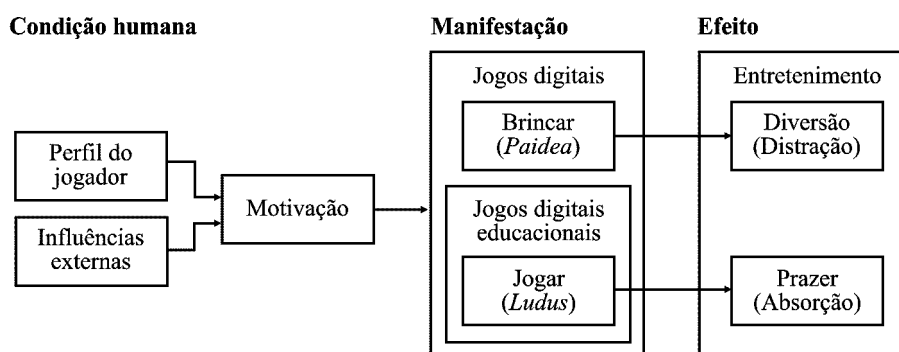 Condição humana
Manifestação
Efeito
Jogos digitais
Entretenimento
Brincar
(Paidea)
Diversão
(Distração)
Perfil do
jogador
Motivação
Influências
externas
Jogos digitais
educacionais
Jogar
(Ludus)
Prazer
(Absorção)